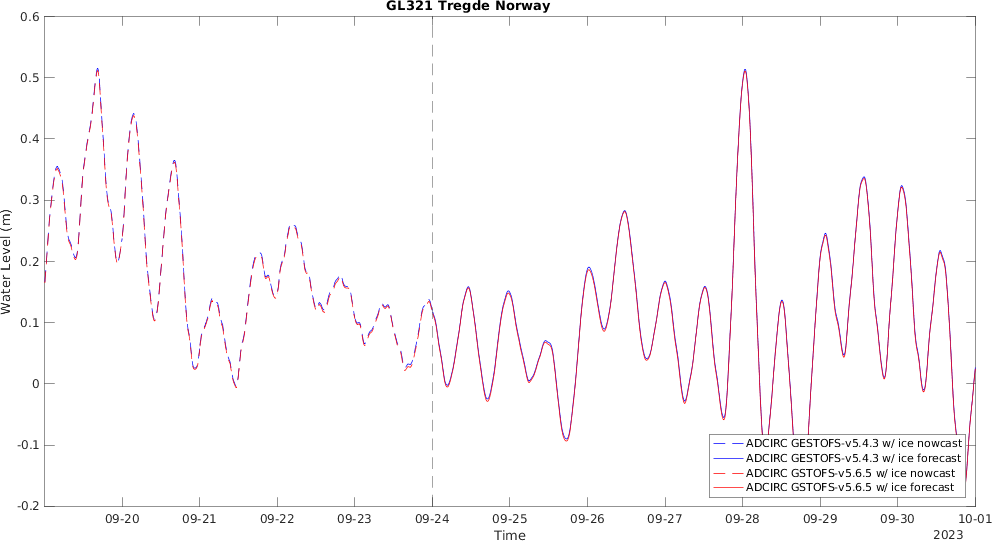 GL321 Tregde Norway
0.6
0.5
0.4
0.3
0.2
0.1
0
-0.1
-0.2
Water Level (m)
ADCIRC GESTOFS-v5.4.3 w/ ice nowcast
ADCIRC GESTOFS-v5.4.3 w/ ice forecast
ADCIRC GSTOFS-v5.6.5 w/ ice nowcast
ADCIRC GSTOFS-v5.6.5 w/ ice forecast
09-20 09-21 09-22 09-23 09-24 09-25 09-26 09-27 09-28 09-29 09-30 10-01
Time
2023